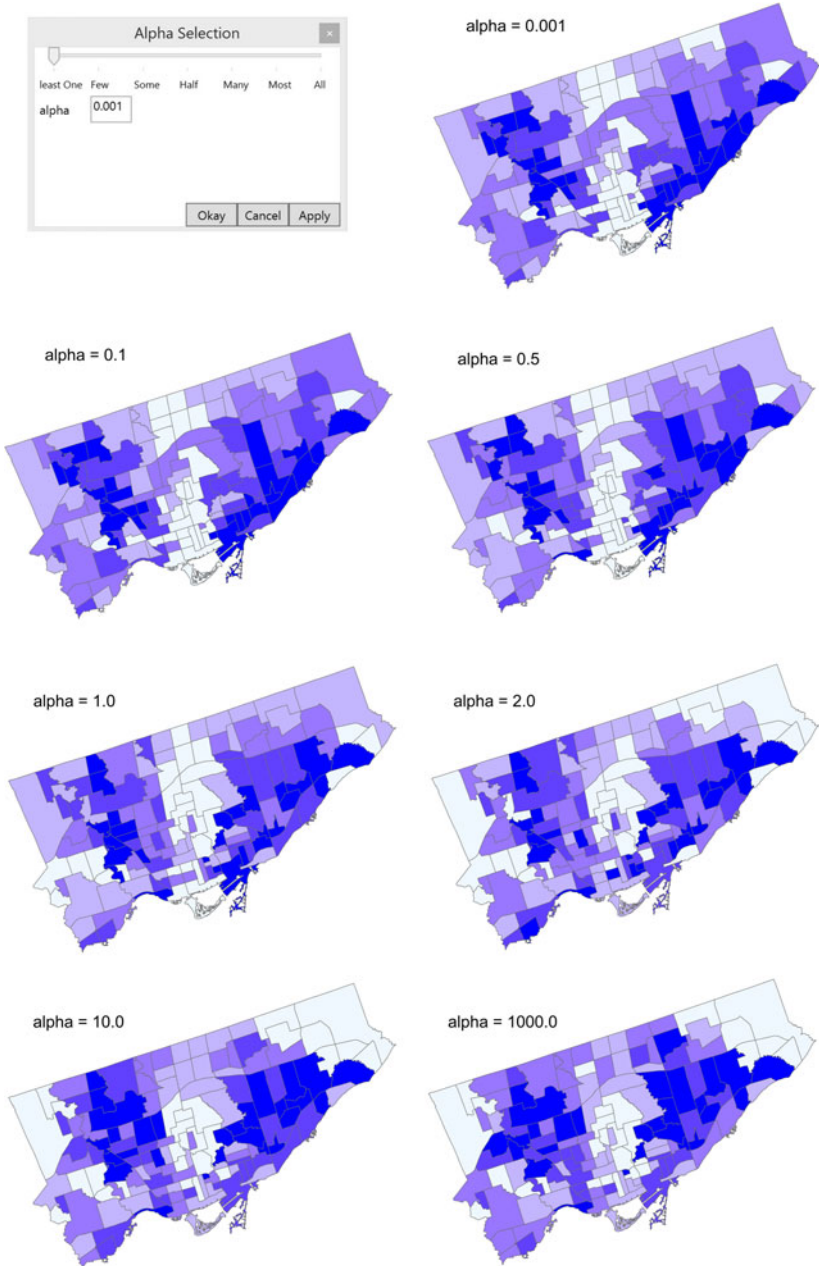 Alpha Selection
×
least One Few Some Half Many Most All
alpha 0.001
Okay Cancel Apply
alpha = 0.001
alpha = 0.1
alpha = 0.5
alpha = 1.0
alpha = 2.0
alpha = 10.0
alpha = 1000.0